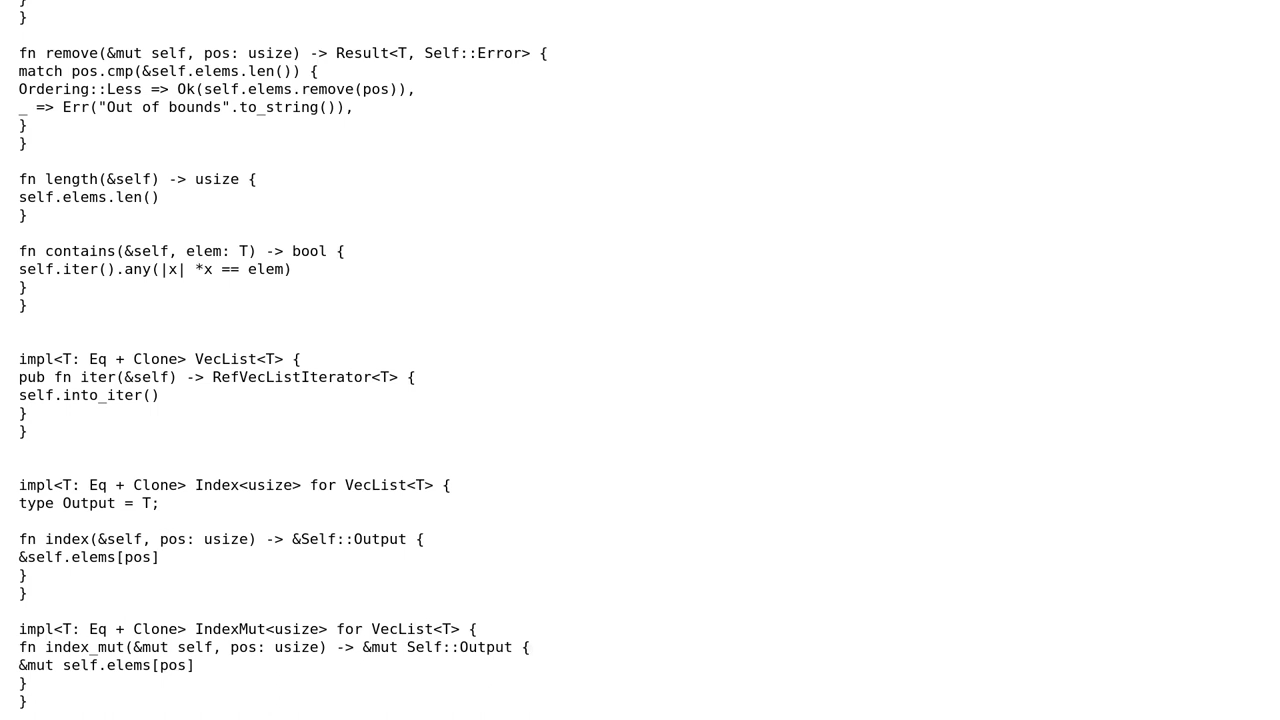 }
}

fn remove(&mut self, pos: usize) -> Result<T, Self::Error> {
match pos.cmp(&self.elems.len()) {
Ordering::Less => Ok(self.elems.remove(pos)),
_ => Err("Out of bounds".to_string()),
}
}

fn length(&self) -> usize {
self.elems.len()
}

fn contains(&self, elem: T) -> bool {
self.iter().any(|x| *x == elem)
}
}


impl<T: Eq + Clone> VecList<T> {
pub fn iter(&self) -> RefVecListIterator<T> {
self.into_iter()
}
}


impl<T: Eq + Clone> Index<usize> for VecList<T> {
type Output = T;

fn index(&self, pos: usize) -> &Self::Output {
&self.elems[pos]
}
}

impl<T: Eq + Clone> IndexMut<usize> for VecList<T> {
fn index_mut(&mut self, pos: usize) -> &mut Self::Output {
&mut self.elems[pos]
}
}